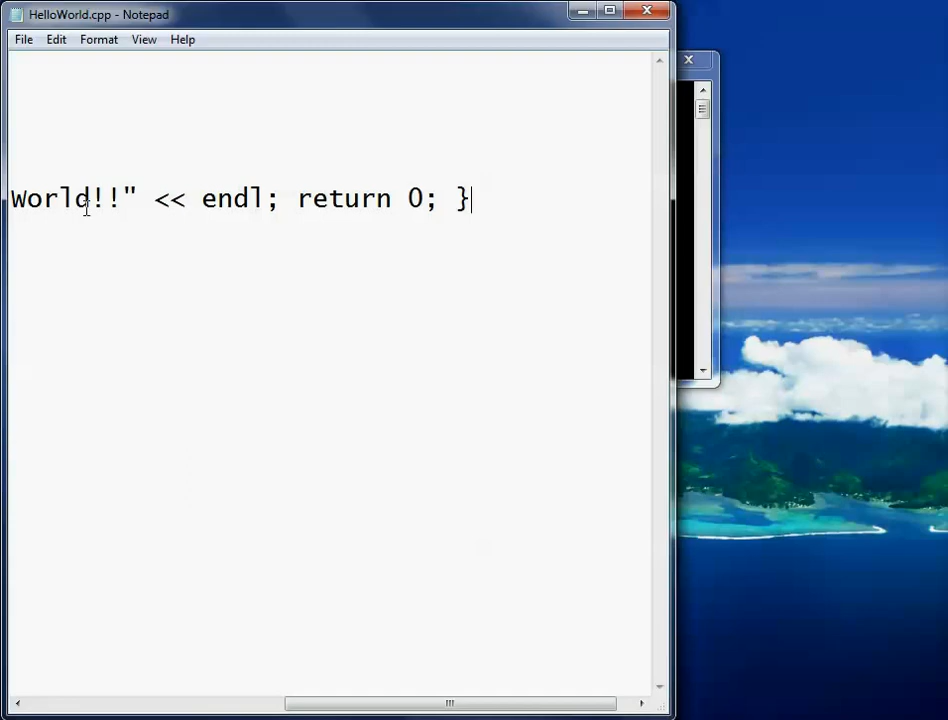 HelloWorld.cpp - Notepad
File Edit Format View Help
World!!" << endl; return 0; }